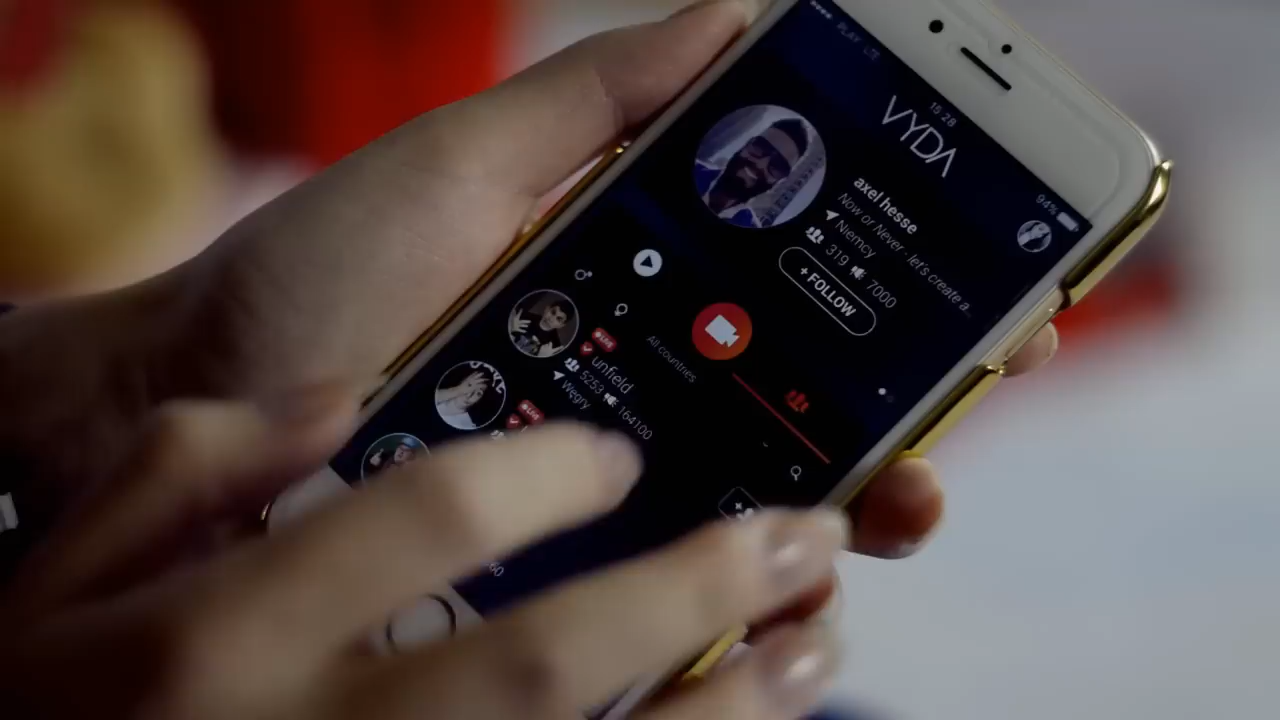 PLAY LTE
15 28
94%
VYDA
axel hesse
Now or Never - let's create a...
Niemcy
319 7000
+ FOLLOW
All countries
LIVE
unfield
5253 164100
Węgry
LIVE